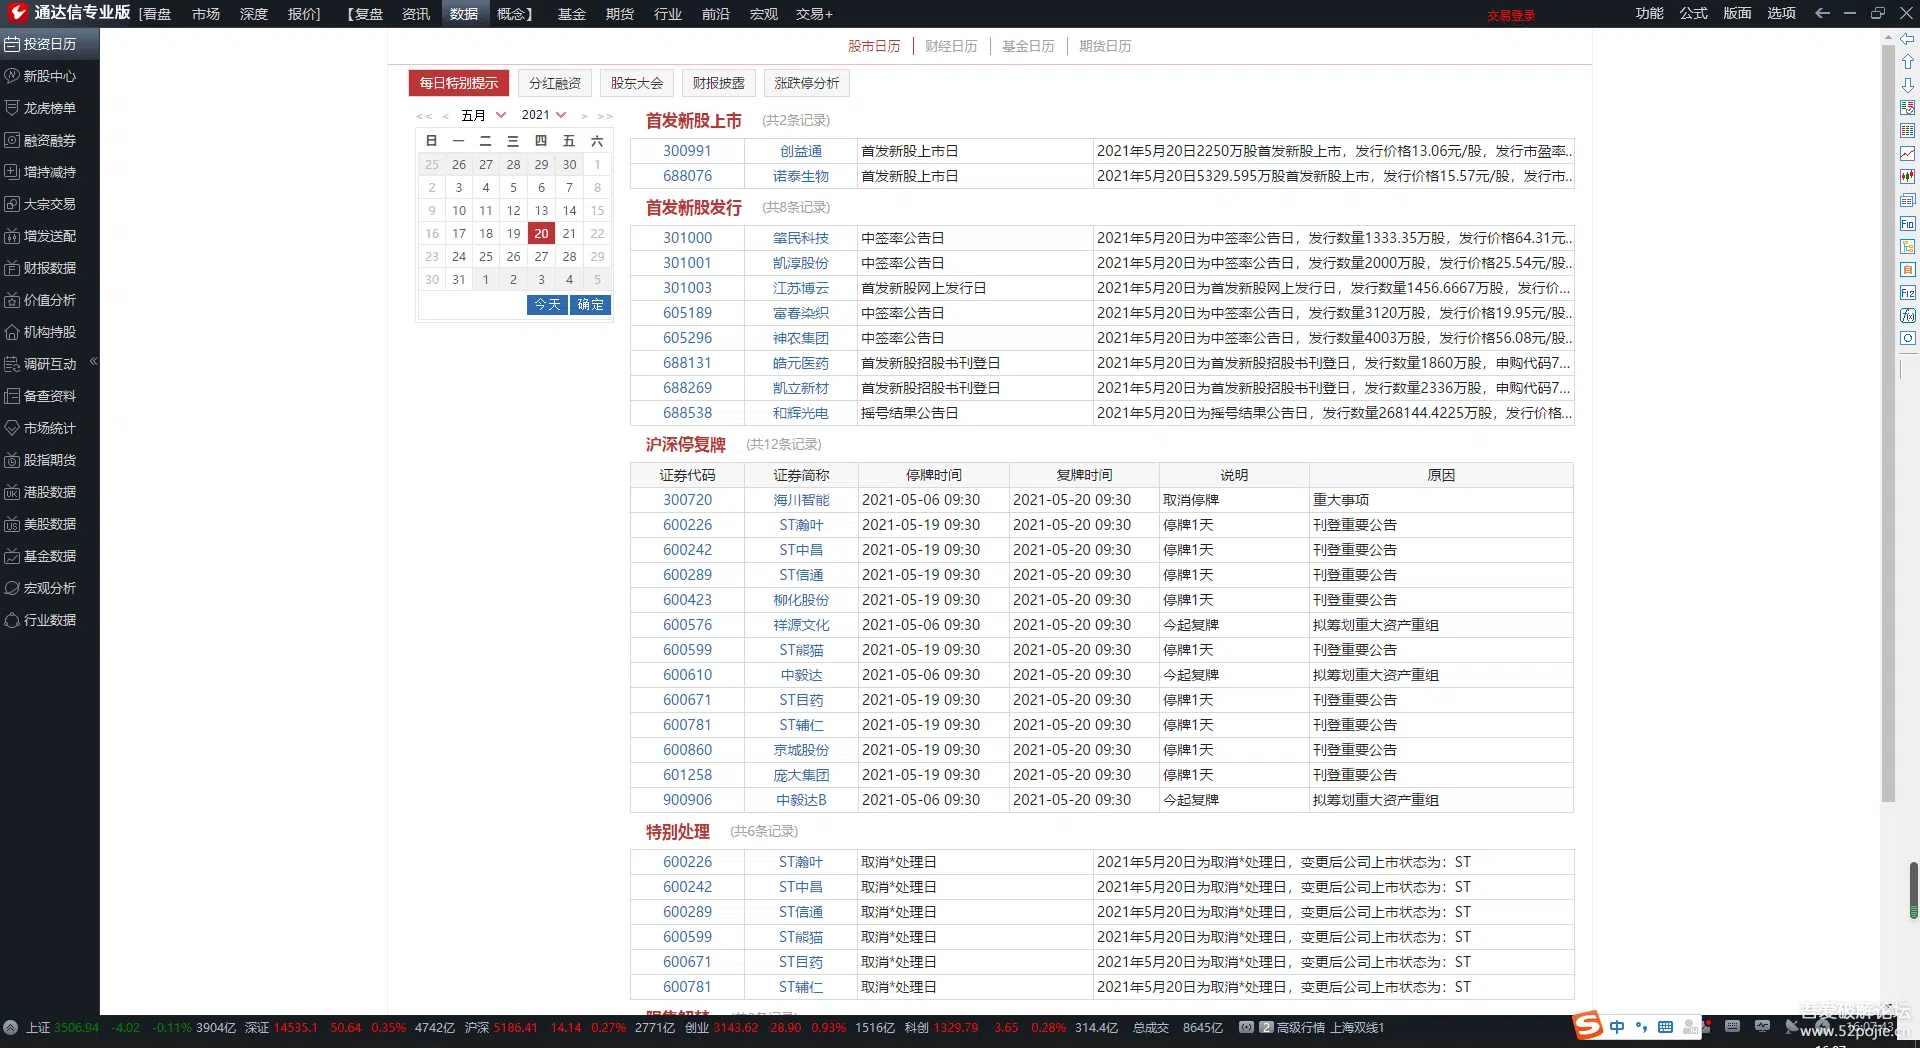 通达信专业版 [看盘 市场 深度 报价] 【复盘 资讯 数据 概念】 基金 期货 行业 前沿 宏观 交易+ 交易登录 功能 公式 版面 选项
投资日历
新股中心
龙虎榜单
融资融券
增持减持
大宗交易
增发送配
财报数据
价值分析
机构持股
调研互动
备查资料
市场统计
股指期货
港股数据
美股数据
基金数据
宏观分析
行业数据
股市日历 财经日历 基金日历 期货日历
每日特别提示 分红融资 股东大会 财报披露 涨跌停分析
<< < 五月 2021 > >>
日 一 二 三 四 五 六
25 26 27 28 29 30 1
2 3 4 5 6 7 8
9 10 11 12 13 14 15
16 17 18 19 20 21 22
23 24 25 26 27 28 29
30 31 1 2 3 4 5
今天 确定
首发新股上市 (共2条记录)
300991 创益通 首发新股上市日 2021年5月20日2250万股首发新股上市，发行价格13.06元/股，发行市盈率...
688076 诺泰生物 首发新股上市日 2021年5月20日5329.595万股首发新股上市，发行价格15.57元/股，发行市...
首发新股发行 (共8条记录)
301000 肇民科技 中签率公告日 2021年5月20日为中签率公告日，发行数量1333.35万股，发行价格64.31元...
301001 凯淳股份 中签率公告日 2021年5月20日为中签率公告日，发行数量2000万股，发行价格25.54元/股...
301003 江苏博云 首发新股网上发行日 2021年5月20日为首发新股网上发行日，发行数量1456.6667万股，发行价...
605189 富春染织 中签率公告日 2021年5月20日为中签率公告日，发行数量3120万股，发行价格19.95元/股...
605296 神农集团 中签率公告日 2021年5月20日为中签率公告日，发行数量4003万股，发行价格56.08元/股...
688131 皓元医药 首发新股招股书刊登日 2021年5月20日为首发新股招股书刊登日，发行数量1860万股，申购代码7...
688269 凯立新材 首发新股招股书刊登日 2021年5月20日为首发新股招股书刊登日，发行数量2336万股，申购代码7...
688538 和辉光电 摇号结果公告日 2021年5月20日为摇号结果公告日，发行数量268144.4225万股，发行价格...
沪深停复牌 (共12条记录)
证券代码 证券简称 停牌时间 复牌时间 说明 原因
300720 海川智能 2021-05-06 09:30 2021-05-20 09:30 取消停牌 重大事项
600226 ST瀚叶 2021-05-19 09:30 2021-05-20 09:30 停牌1天 刊登重要公告
600242 ST中昌 2021-05-19 09:30 2021-05-20 09:30 停牌1天 刊登重要公告
600289 ST信通 2021-05-19 09:30 2021-05-20 09:30 停牌1天 刊登重要公告
600423 柳化股份 2021-05-19 09:30 2021-05-20 09:30 停牌1天 刊登重要公告
600576 祥源文化 2021-05-06 09:30 2021-05-20 09:30 今起复牌 拟筹划重大资产重组
600599 ST熊猫 2021-05-19 09:30 2021-05-20 09:30 停牌1天 刊登重要公告
600610 中毅达 2021-05-06 09:30 2021-05-20 09:30 今起复牌 拟筹划重大资产重组
600671 ST目药 2021-05-19 09:30 2021-05-20 09:30 停牌1天 刊登重要公告
600781 ST辅仁 2021-05-19 09:30 2021-05-20 09:30 停牌1天 刊登重要公告
600860 京城股份 2021-05-19 09:30 2021-05-20 09:30 停牌1天 刊登重要公告
601258 庞大集团 2021-05-19 09:30 2021-05-20 09:30 停牌1天 刊登重要公告
900906 中毅达B 2021-05-06 09:30 2021-05-20 09:30 今起复牌 拟筹划重大资产重组
特别处理 (共6条记录)
600226 ST瀚叶 取消*处理日 2021年5月20日为取消*处理日，变更后公司上市状态为：ST
600242 ST中昌 取消*处理日 2021年5月20日为取消*处理日，变更后公司上市状态为：ST
600289 ST信通 取消*处理日 2021年5月20日为取消*处理日，变更后公司上市状态为：ST
600599 ST熊猫 取消*处理日 2021年5月20日为取消*处理日，变更后公司上市状态为：ST
600671 ST目药 取消*处理日 2021年5月20日为取消*处理日，变更后公司上市状态为：ST
600781 ST辅仁 取消*处理日 2021年5月20日为取消*处理日，变更后公司上市状态为：ST
上证 3506.94 -4.02 -0.11% 3904亿 深证 14535.1 50.64 0.35% 4742亿 沪深 5186.41 14.14 0.27% 2771亿 创业 3143.62 28.90 0.93% 1516亿 科创 1329.79 3.65 0.28% 314.4亿 总成交 8645亿 2 高级行情 上海双线1
中
吾爱破解论坛
www.52pojie.cn